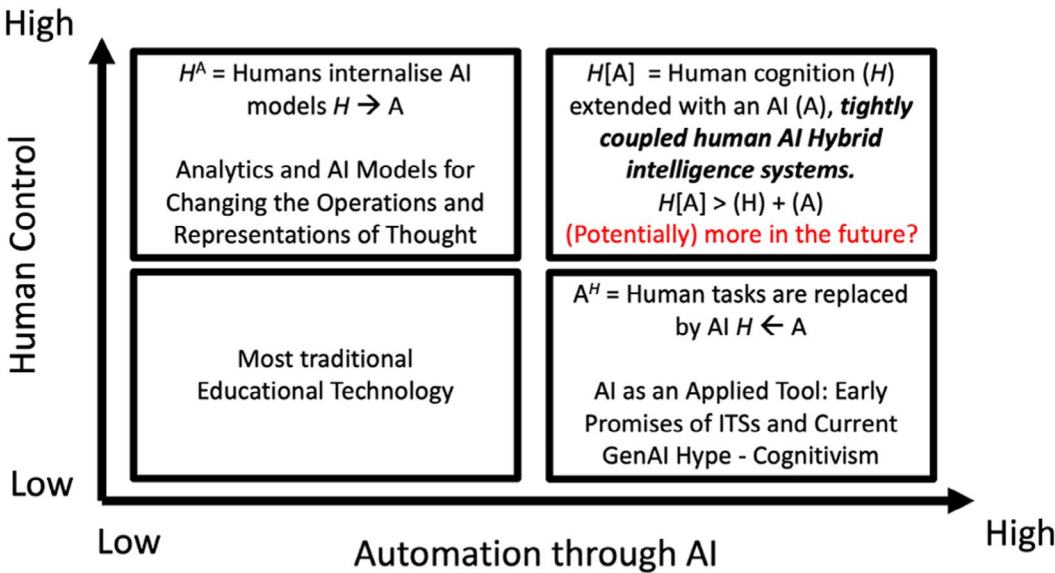 High
Human Control
Low
Hᴬ = Humans internalise AI
models H → A
Analytics and AI Models for
Changing the Operations and
Representations of Thought
H[A] = Human cognition (H)
extended with an AI (A), tightly
coupled human AI Hybrid
intelligence systems.
H[A] > (H) + (A)
(Potentially) more in the future?
Most traditional
Educational Technology
Aᴴ = Human tasks are replaced
by AI H ← A
AI as an Applied Tool: Early
Promises of ITSs and Current
GenAI Hype - Cognitivism
Low
Automation through AI
High